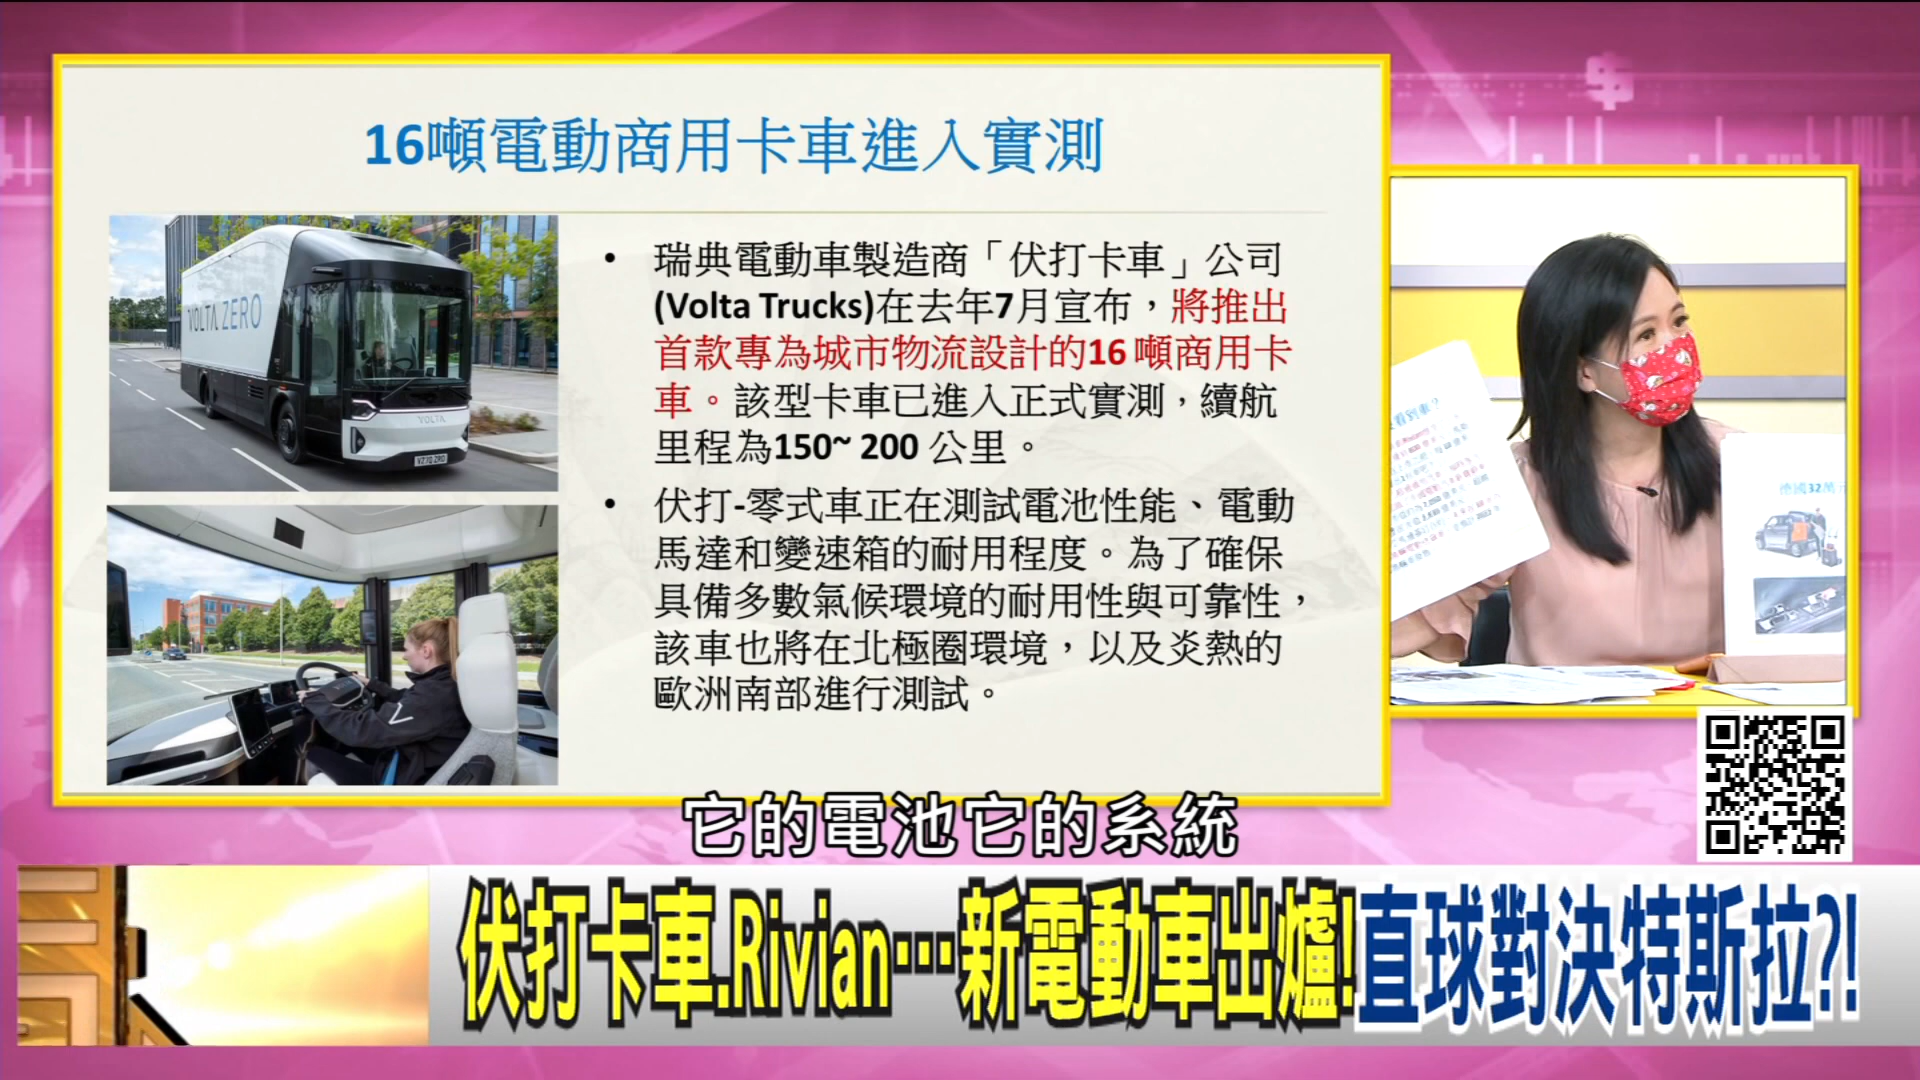 16噸電動商用卡車進入實測
VOLTA ZERO
VOLTA
• 瑞典電動車製造商「伏打卡車」公司
(Volta Trucks)在去年7月宣布，將推出
首款專為城市物流設計的16 噸商用卡
車。該型卡車已進入正式實測，續航
里程為150~ 200 公里。
• 伏打-零式車正在測試電池性能、電動
馬達和變速箱的耐用程度。為了確保
具備多數氣候環境的耐用性與可靠性，
該車也將在北極圈環境，以及炎熱的
歐洲南部進行測試。
看到車？
德國32萬
它的電池它的系統
伏打卡車.Rivian…新電動車出爐!直球對決特斯拉?!